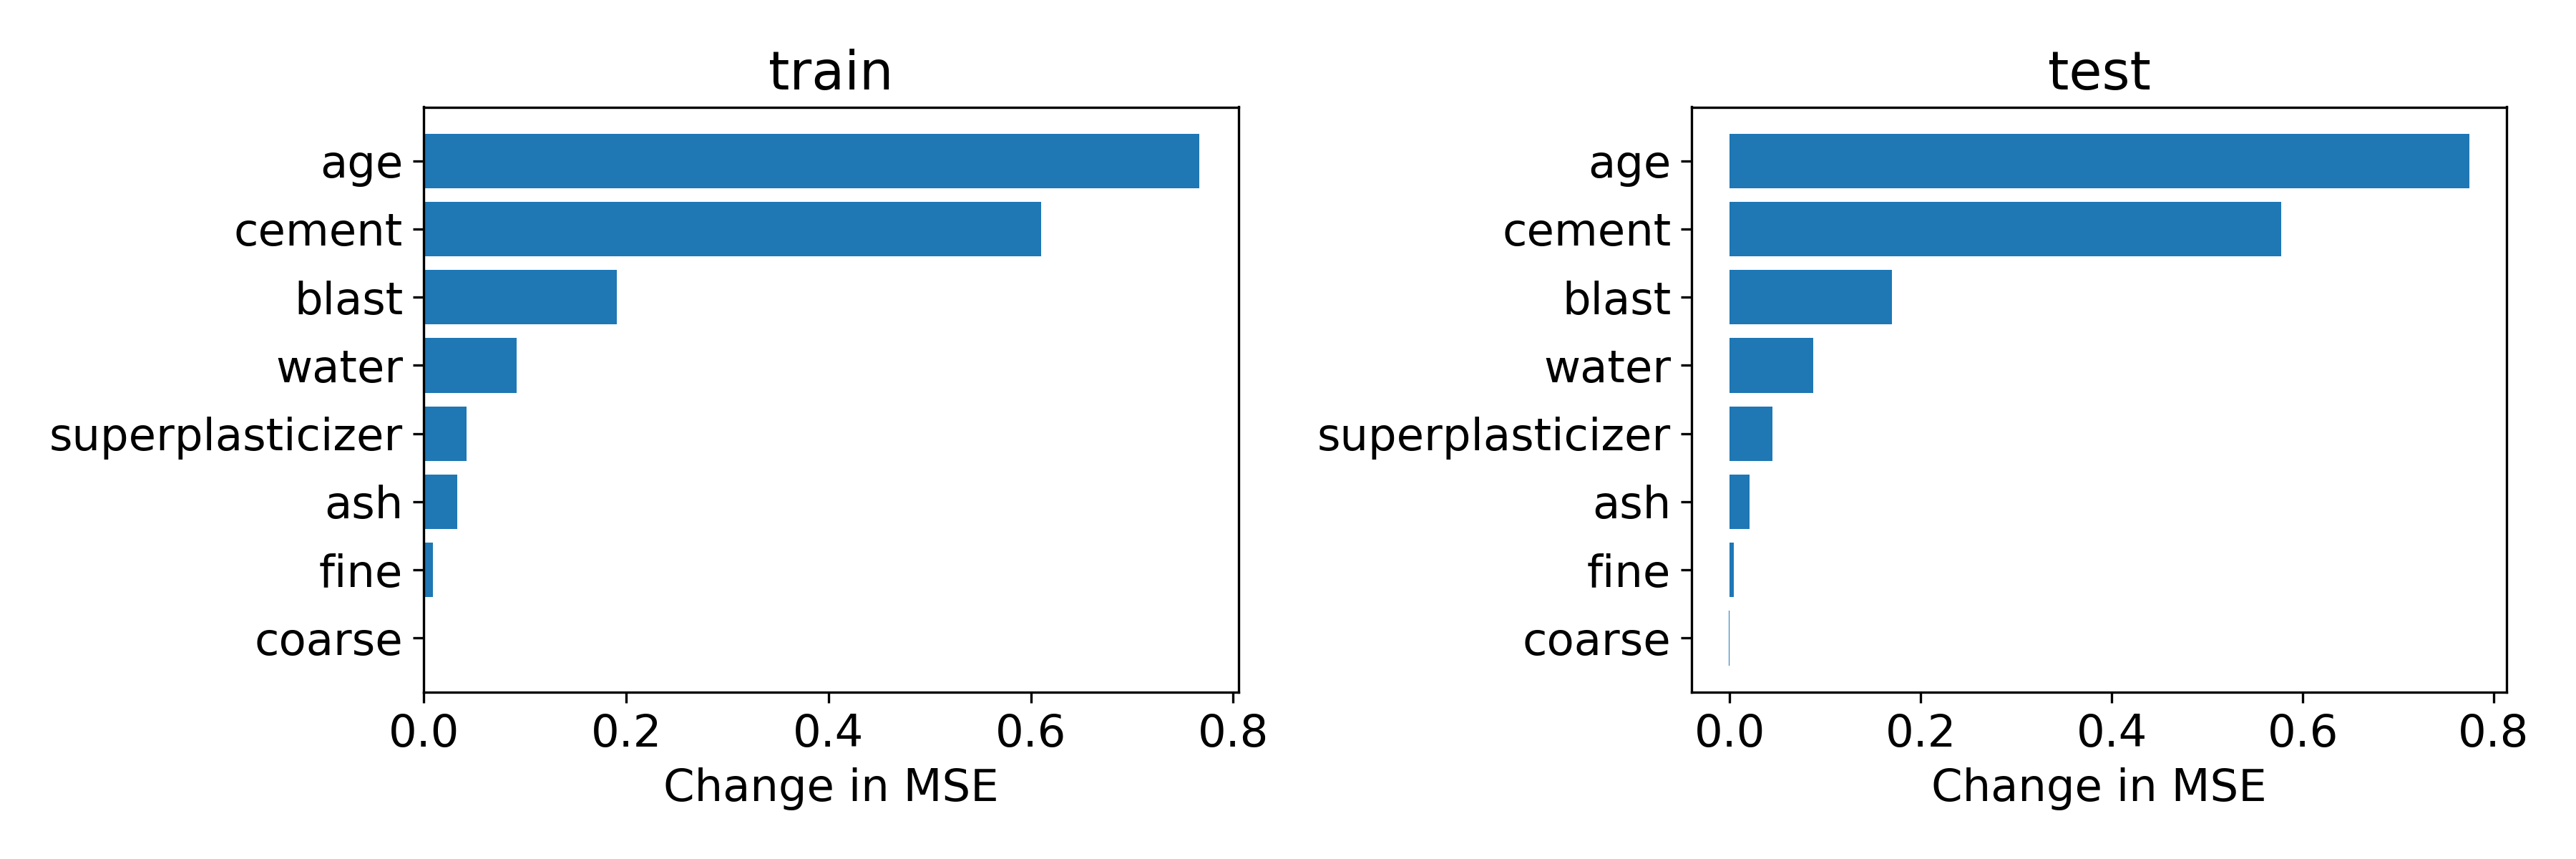 train
age
cement
blast
water
superplasticizer
ash
fine
coarse
0.0 0.2 0.4 0.6 0.8
Change in MSE
test
age
cement
blast
water
superplasticizer
ash
fine
coarse
0.0 0.2 0.4 0.6 0.8
Change in MSE